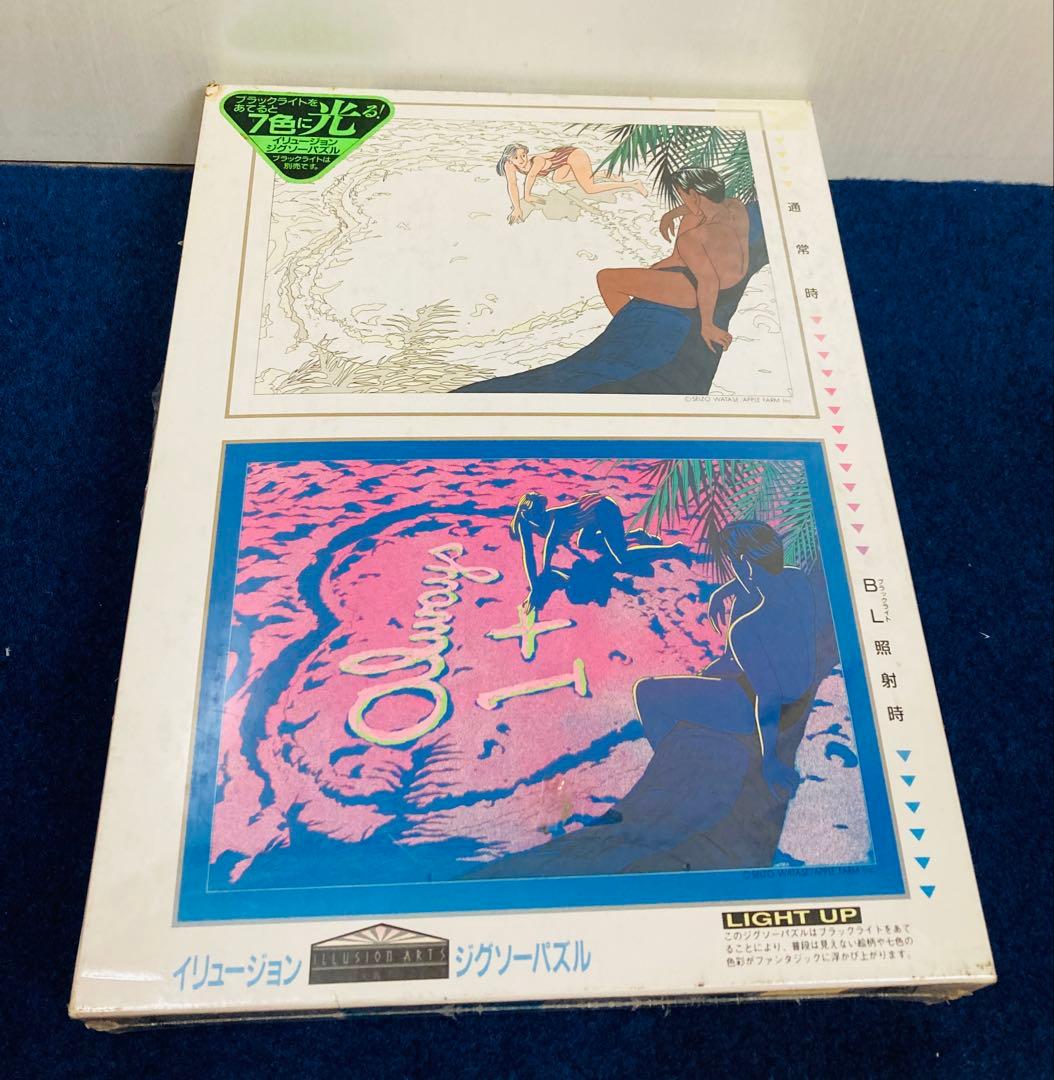 ブラックライトを
あてると
7色に光る!
イリュージョン
ジグソーパズル
ブラックライトは
別売です。
通常時
©SEIZO WATASE, APPLE FARM Inc
ブラックライト
BL照射時
Always
I +
©SEIZO WATASE, APPLE FARM Inc
LIGHT UP
このジグソーパズルはブラックライトをあて
ることにより、普段は見えない絵柄や七色の
色彩がファンタジックに浮かび上がります。
イリュージョン
ILLUSION ARTS
ジグソーパズル